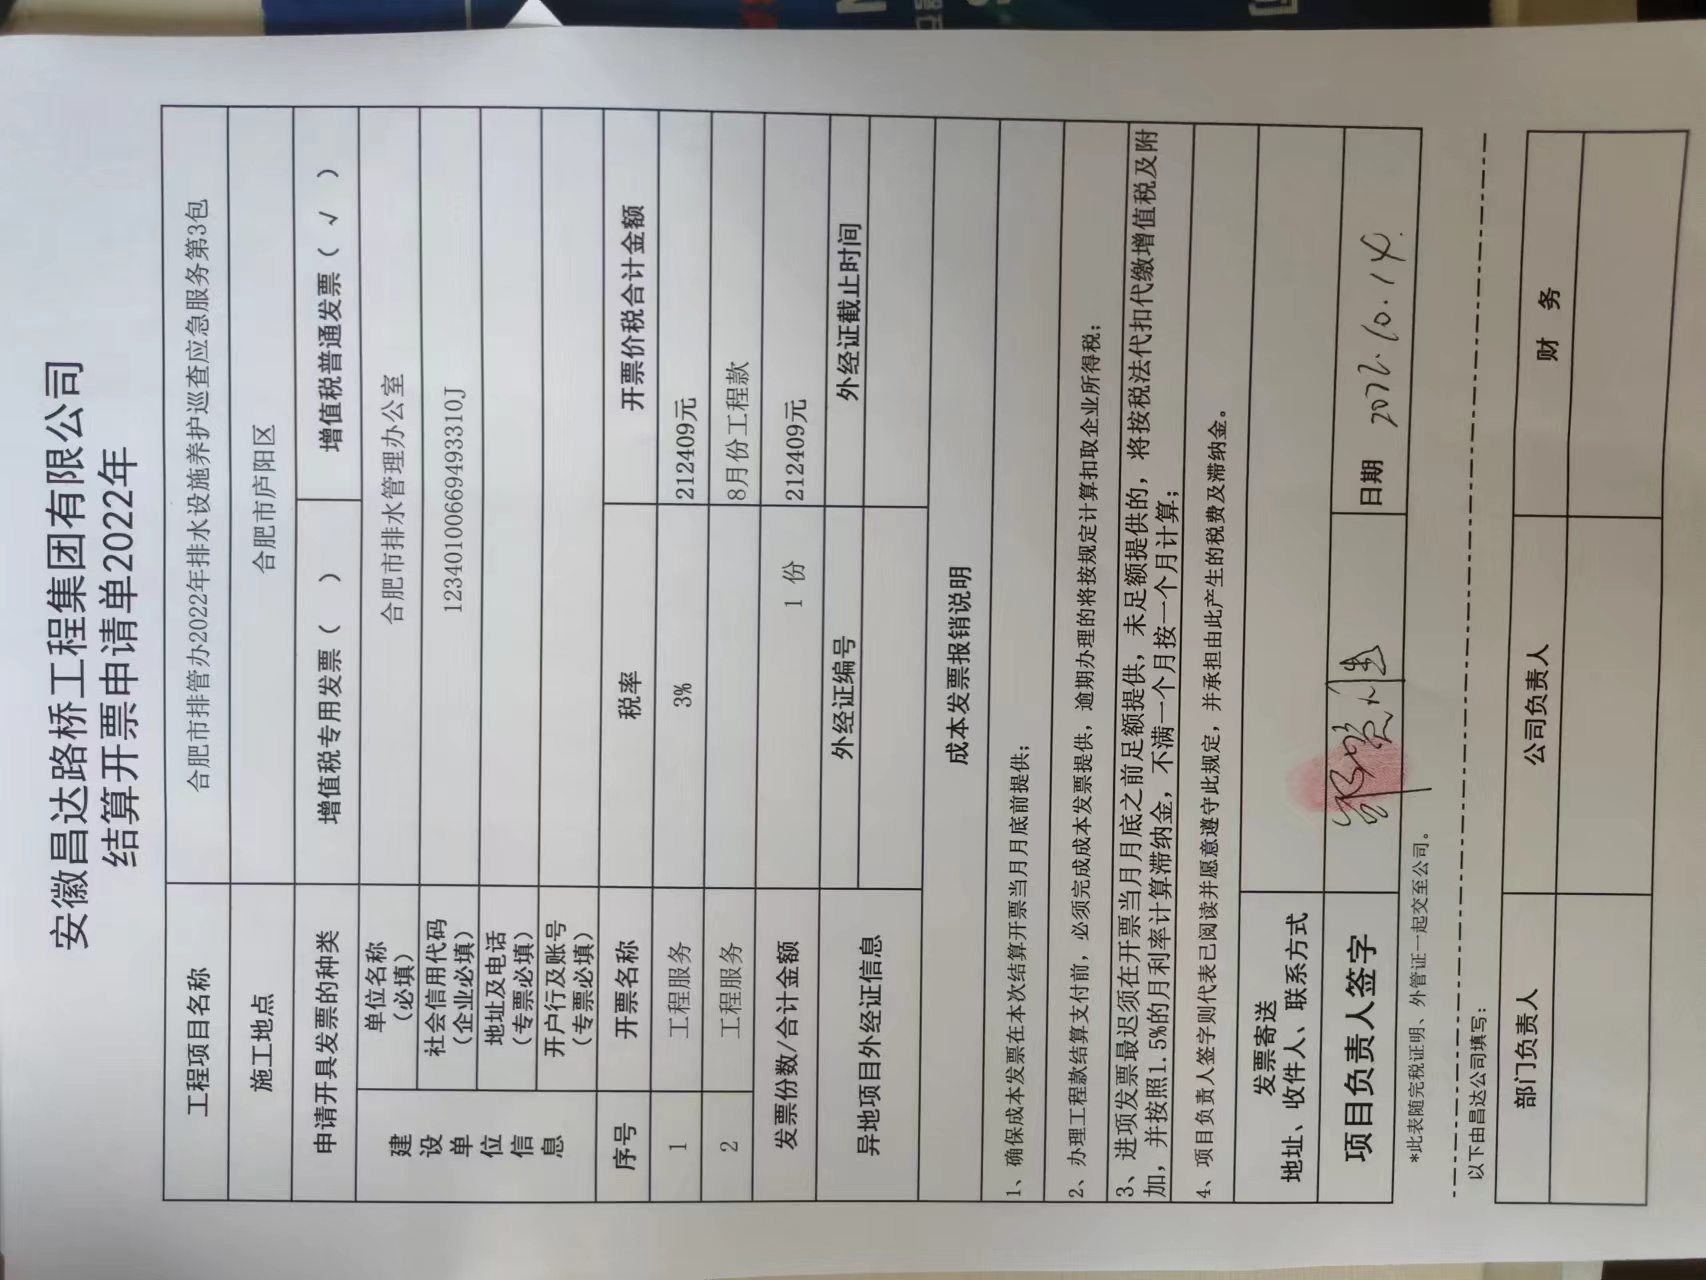 安徽昌达路桥工程集团有限公司
结算开票申请单2022年
工程项目名称 合肥市排管办2022年排水设施养护巡查应急服务第3包
施工地点 合肥市庐阳区
申请开具发票的种类 增值税专用发票（ ） 增值税普通发票（ √ ）
建设单位信息
单位名称（必填） 合肥市排水管理办公室
社会信用代码（企业必填） 12340100669493310J
地址及电话（专票必填）
开户行及账号（专票必填）
序号 开票名称 税率 开票价税合计金额
1 工程服务 3% 212409元
2 工程服务 8月份工程款
发票份数/合计金额 1 份 212409元
异地项目外经证信息 外经证编号 外经证截止时间
成本发票报销说明
1、确保成本发票在本次结算开票当月月底前提供；
2、办理工程款结算支付前，必须完成成本发票提供，逾期办理的将按规定计算扣取企业所得税；
3、进项发票最迟须在开票当月月底之前足额提供，未足额提供的，将按税法代扣代缴增值税及附
加，并按照1.5%的月利率计算滞纳金，不满一个月按一个月计算；
4、项目负责人签字则代表已阅读并愿意遵守此规定，并承担由此产生的税费及滞纳金。
发票寄送
地址、收件人、联系方式
项目负责人签字 日期 2022.10.14.
*此表随完税证明、外管证一起交至公司。
以下由昌达公司填写：
部门负责人 公司负责人 财 务